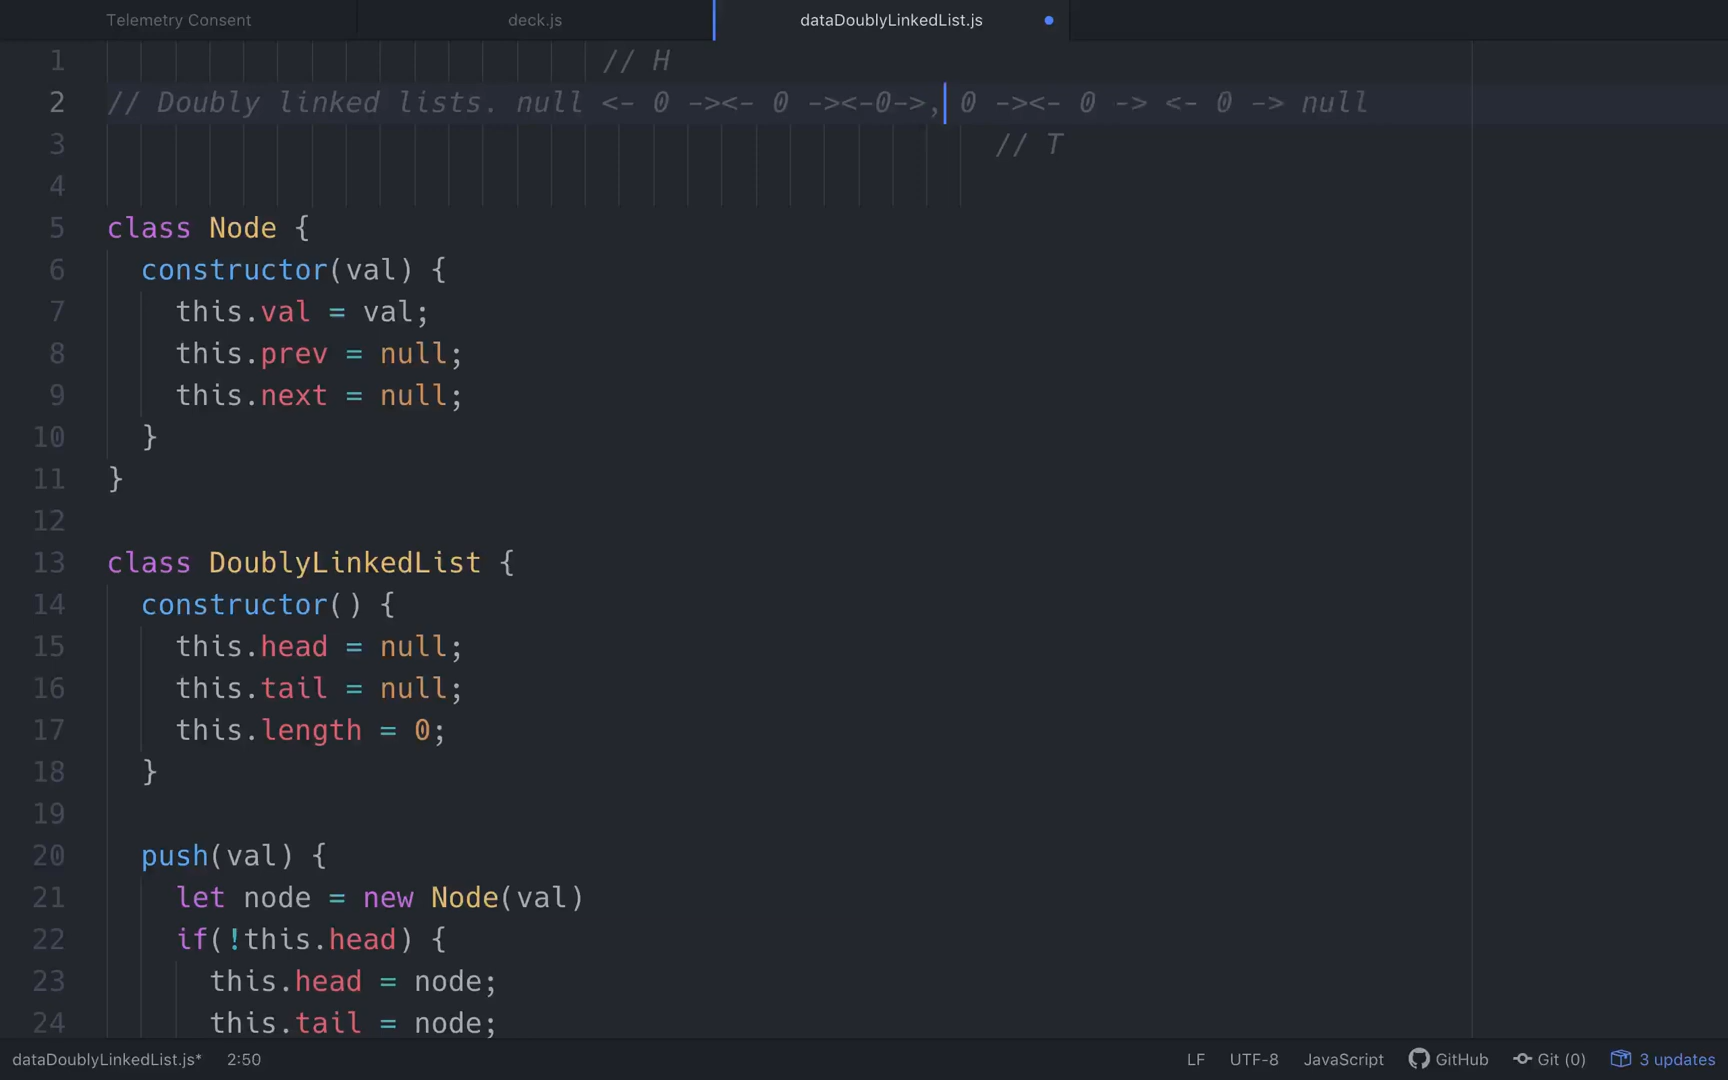 Telemetry Consent
deck.js
dataDoublyLinkedList.js
1 // H
2 // Doubly linked lists. null <- 0 -><- 0 -><-0->, 0 -><- 0 -> <- 0 -> null
3 // T
4
5 class Node {
6 constructor(val) {
7 this.val = val;
8 this.prev = null;
9 this.next = null;
10 }
11 }
12
13 class DoublyLinkedList {
14 constructor() {
15 this.head = null;
16 this.tail = null;
17 this.length = 0;
18 }
19
20 push(val) {
21 let node = new Node(val)
22 if(!this.head) {
23 this.head = node;
24 this.tail = node;
dataDoublyLinkedList.js* 2:50 LF UTF-8 JavaScript GitHub Git (0) 3 updates